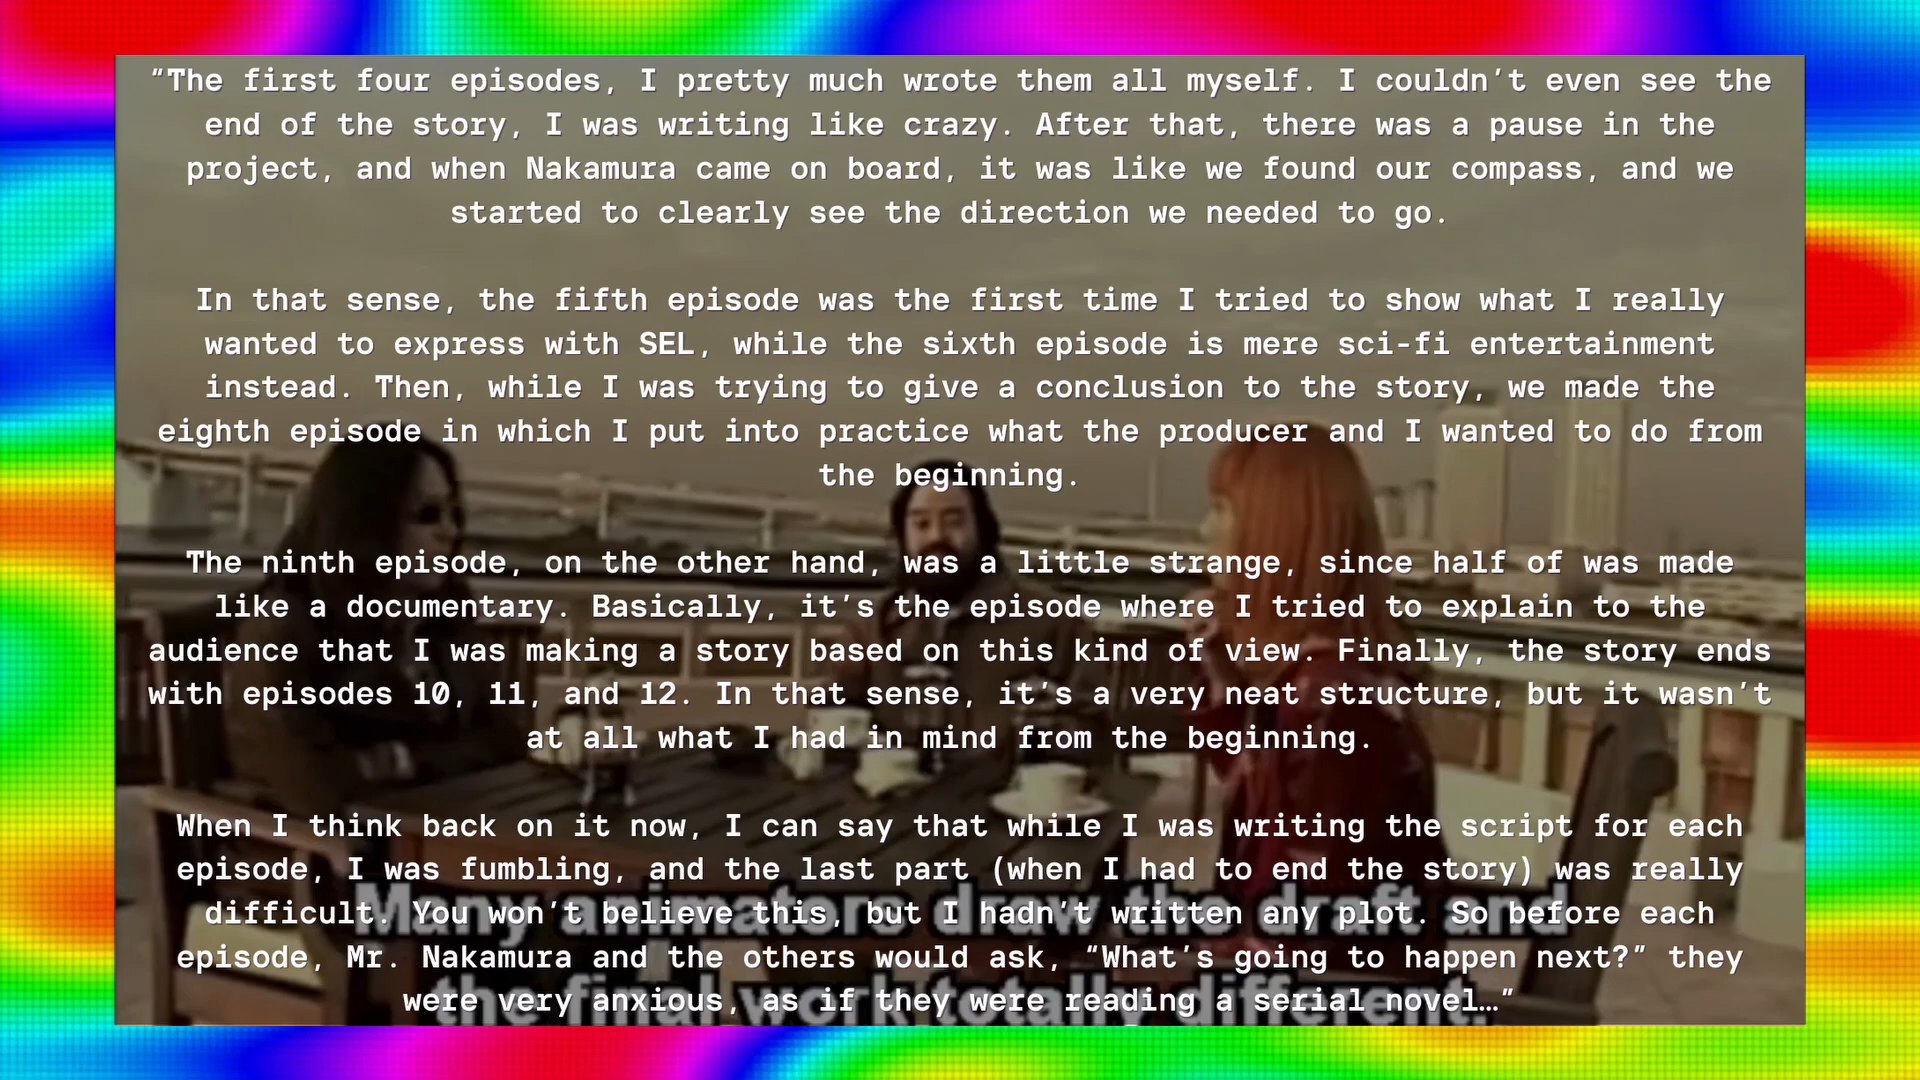 “The first four episodes, I pretty much wrote them all myself. I couldn’t even see the
end of the story, I was writing like crazy. After that, there was a pause in the
project, and when Nakamura came on board, it was like we found our compass, and we
started to clearly see the direction we needed to go.
In that sense, the fifth episode was the first time I tried to show what I really
wanted to express with SEL, while the sixth episode is mere sci-fi entertainment
instead. Then, while I was trying to give a conclusion to the story, we made the
eighth episode in which I put into practice what the producer and I wanted to do from
the beginning.
The ninth episode, on the other hand, was a little strange, since half of was made
like a documentary. Basically, it’s the episode where I tried to explain to the
audience that I was making a story based on this kind of view. Finally, the story ends
with episodes 10, 11, and 12. In that sense, it’s a very neat structure, but it wasn’t
at all what I had in mind from the beginning.
When I think back on it now, I can say that while I was writing the script for each
episode, I was fumbling, and the last part (when I had to end the story) was really
difficult. You won’t believe this, but I hadn’t written any plot. So before each
episode, Mr. Nakamura and the others would ask, “What’s going to happen next?” they
were very anxious, as if they were reading a serial novel…”
Many animators draw the draft and
the final work totally different.